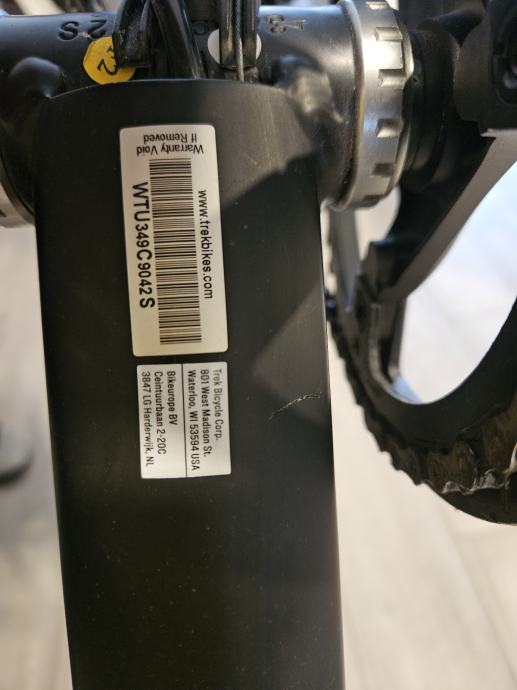 Warranty Void
If Removed
WTU349C9042S
www.trekbikes.com
Trek Bicycle Corp.
801 West Madison St.
Waterloo, WI 53594 USA
Bikeurope BV
Ceintuurbaan 2-20C
3847 LG Harderwijk, NL